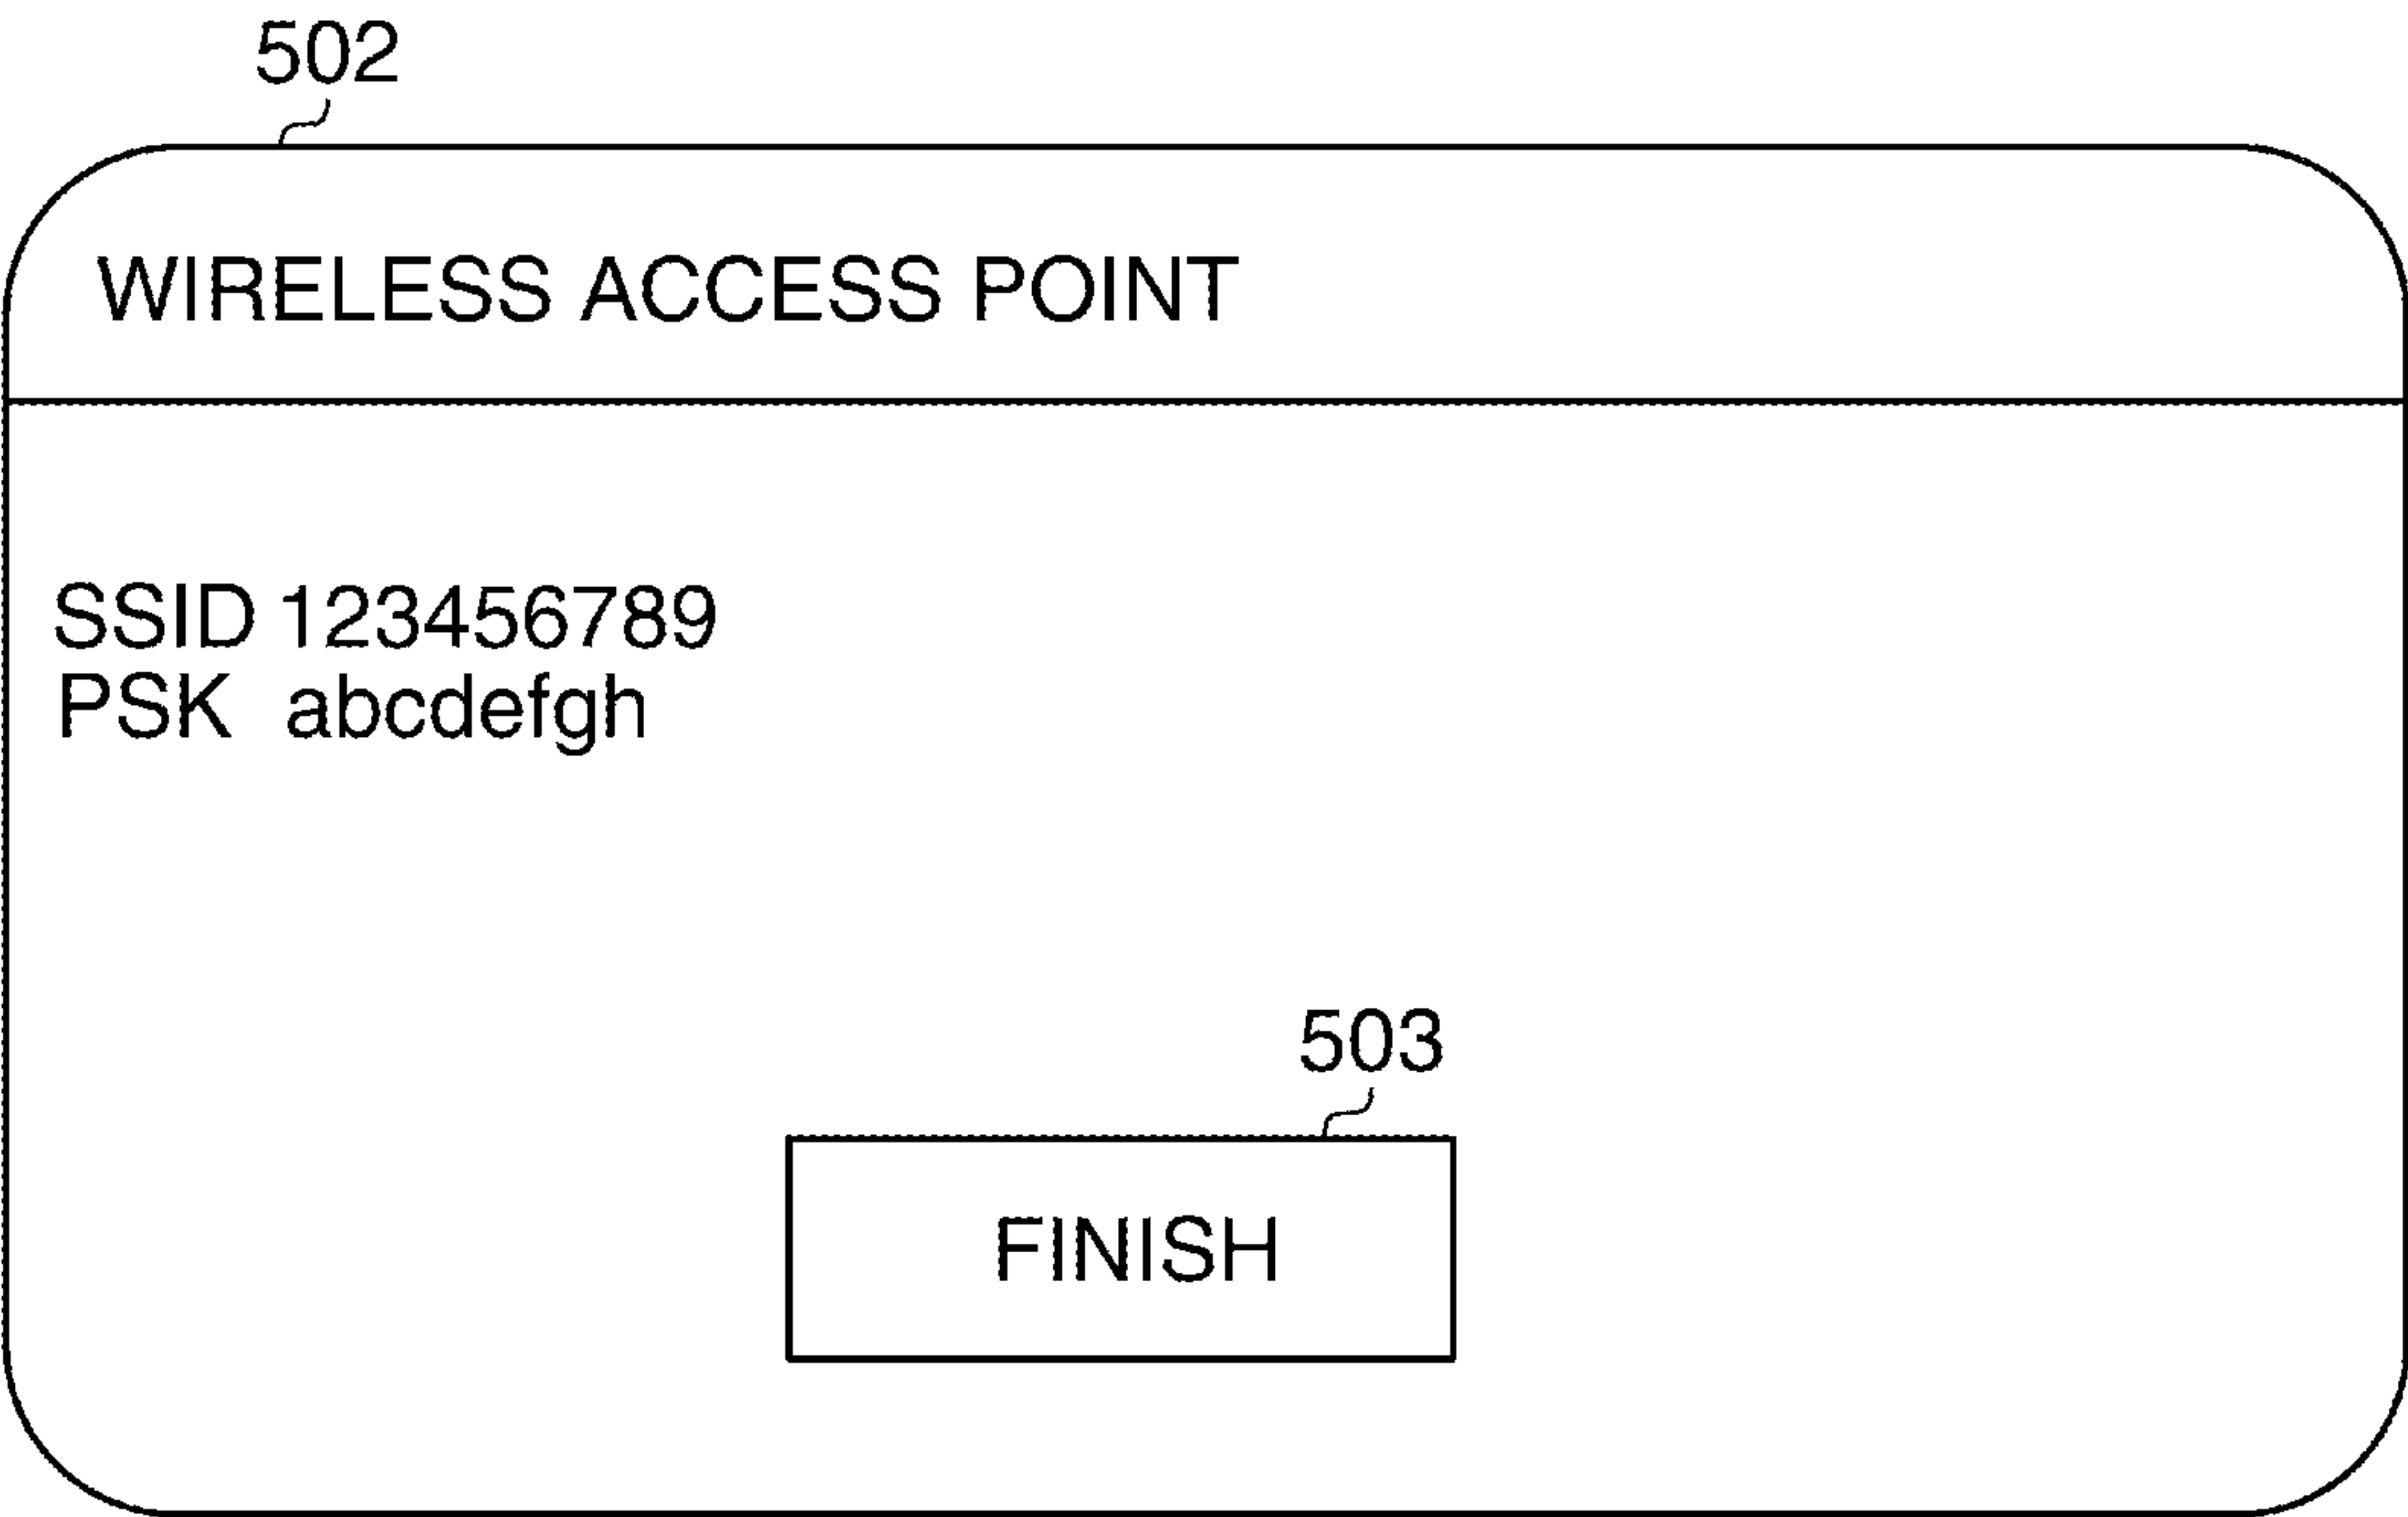 502
WIRELESS ACCESS POINT
SSID 123456789
PSK abcdefgh
503
FINISH